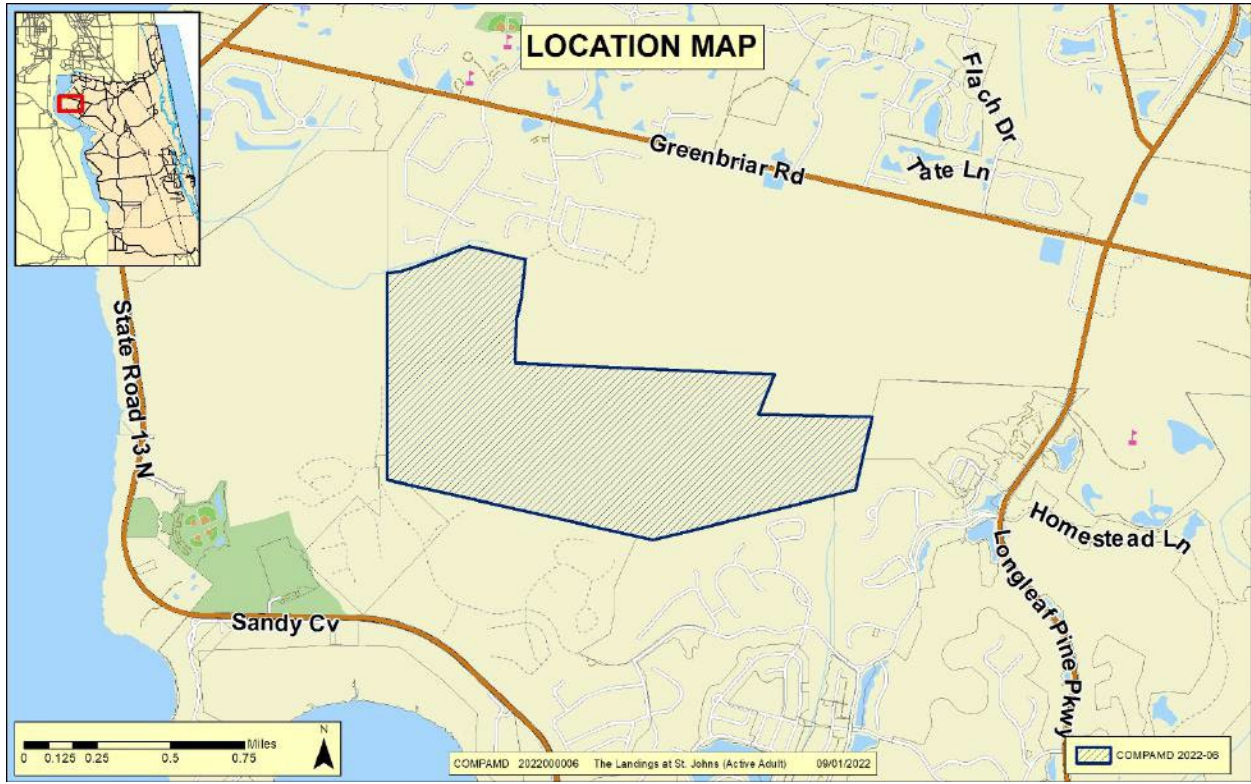 LOCATION MAP
Flach Dr
Greenbriar Rd
Tate Ln
State Road 13 N
Homestead Ln
Longleaf Pine Pkwy
Sandy Cv
N
Miles
0 0.125 0.25 0.5 0.75
COMPAMD 2022000006 The Landings at St. Johns (Active Adult) 09/01/2022
COMPAMD 2022-06